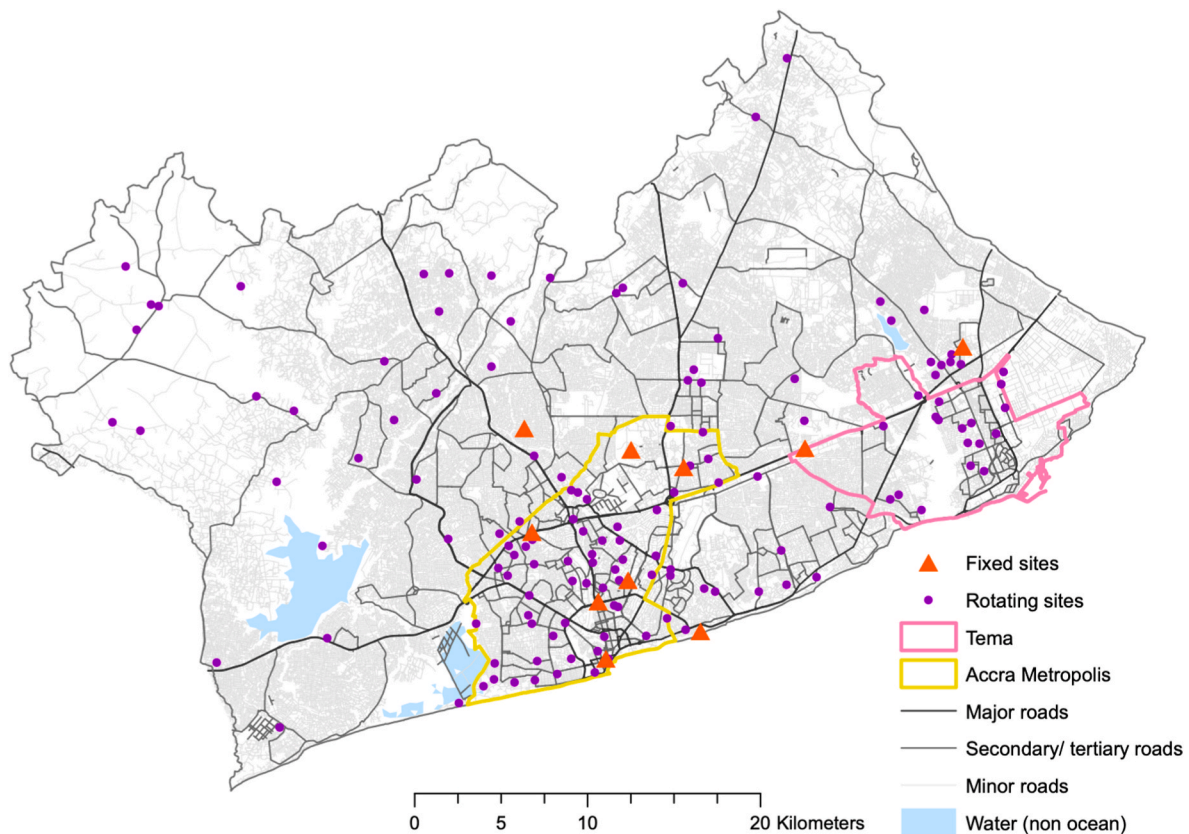 Fixed sites
Rotating sites
Tema
Accra Metropolis
Major roads
Secondary/ tertiary roads
Minor roads
Water (non ocean)
0 5 10 20 Kilometers